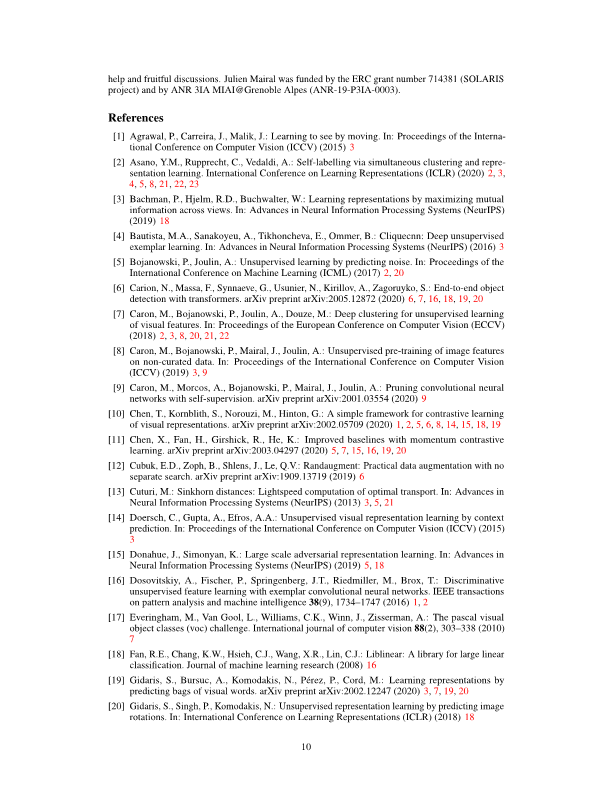 help and fruitful discussions. Julien Mairal was funded by the ERC grant number 714381 (SOLARIS
project) and by ANR 3IA MIAI@Grenoble Alpes (ANR-19-P3IA-0003).
References
[1] Agrawal, P., Carreira, J., Malik, J.: Learning to see by moving. In: Proceedings of the Interna-
tional Conference on Computer Vision (ICCV) (2015) 3
[2] Asano, Y.M., Rupprecht, C., Vedaldi, A.: Self-labelling via simultaneous clustering and repre-
sentation learning. International Conference on Learning Representations (ICLR) (2020) 2, 3,
4, 5, 8, 21, 22, 23
[3] Bachman, P., Hjelm, R.D., Buchwalter, W.: Learning representations by maximizing mutual
information across views. In: Advances in Neural Information Processing Systems (NeurIPS)
(2019) 18
[4] Bautista, M.A., Sanakoyeu, A., Tikhoncheva, E., Ommer, B.: Cliquecnn: Deep unsupervised
exemplar learning. In: Advances in Neural Information Processing Systems (NeurIPS) (2016) 3
[5] Bojanowski, P., Joulin, A.: Unsupervised learning by predicting noise. In: Proceedings of the
International Conference on Machine Learning (ICML) (2017) 2, 20
[6] Carion, N., Massa, F., Synnaeve, G., Usunier, N., Kirillov, A., Zagoruyko, S.: End-to-end object
detection with transformers. arXiv preprint arXiv:2005.12872 (2020) 6, 7, 16, 18, 19, 20
[7] Caron, M., Bojanowski, P., Joulin, A., Douze, M.: Deep clustering for unsupervised learning
of visual features. In: Proceedings of the European Conference on Computer Vision (ECCV)
(2018) 2, 3, 8, 20, 21, 22
[8] Caron, M., Bojanowski, P., Mairal, J., Joulin, A.: Unsupervised pre-training of image features
on non-curated data. In: Proceedings of the International Conference on Computer Vision
(ICCV) (2019) 3, 9
[9] Caron, M., Morcos, A., Bojanowski, P., Mairal, J., Joulin, A.: Pruning convolutional neural
networks with self-supervision. arXiv preprint arXiv:2001.03554 (2020) 9
[10] Chen, T., Kornblith, S., Norouzi, M., Hinton, G.: A simple framework for contrastive learning
of visual representations. arXiv preprint arXiv:2002.05709 (2020) 1, 2, 5, 6, 8, 14, 15, 18, 19
[11] Chen, X., Fan, H., Girshick, R., He, K.: Improved baselines with momentum contrastive
learning. arXiv preprint arXiv:2003.04297 (2020) 5, 7, 15, 16, 19, 20
[12] Cubuk, E.D., Zoph, B., Shlens, J., Le, Q.V.: Randaugment: Practical data augmentation with no
separate search. arXiv preprint arXiv:1909.13719 (2019) 6
[13] Cuturi, M.: Sinkhorn distances: Lightspeed computation of optimal transport. In: Advances in
Neural Information Processing Systems (NeurIPS) (2013) 3, 5, 21
[14] Doersch, C., Gupta, A., Efros, A.A.: Unsupervised visual representation learning by context
prediction. In: Proceedings of the International Conference on Computer Vision (ICCV) (2015)
3
[15] Donahue, J., Simonyan, K.: Large scale adversarial representation learning. In: Advances in
Neural Information Processing Systems (NeurIPS) (2019) 5, 18
[16] Dosovitskiy, A., Fischer, P., Springenberg, J.T., Riedmiller, M., Brox, T.: Discriminative
unsupervised feature learning with exemplar convolutional neural networks. IEEE transactions
on pattern analysis and machine intelligence 38(9), 1734–1747 (2016) 1, 2
[17] Everingham, M., Van Gool, L., Williams, C.K., Winn, J., Zisserman, A.: The pascal visual
object classes (voc) challenge. International journal of computer vision 88(2), 303–338 (2010)
7
[18] Fan, R.E., Chang, K.W., Hsieh, C.J., Wang, X.R., Lin, C.J.: Liblinear: A library for large linear
classification. Journal of machine learning research (2008) 16
[19] Gidaris, S., Bursuc, A., Komodakis, N., Pérez, P., Cord, M.: Learning representations by
predicting bags of visual words. arXiv preprint arXiv:2002.12247 (2020) 3, 7, 19, 20
[20] Gidaris, S., Singh, P., Komodakis, N.: Unsupervised representation learning by predicting image
rotations. In: International Conference on Learning Representations (ICLR) (2018) 18
10